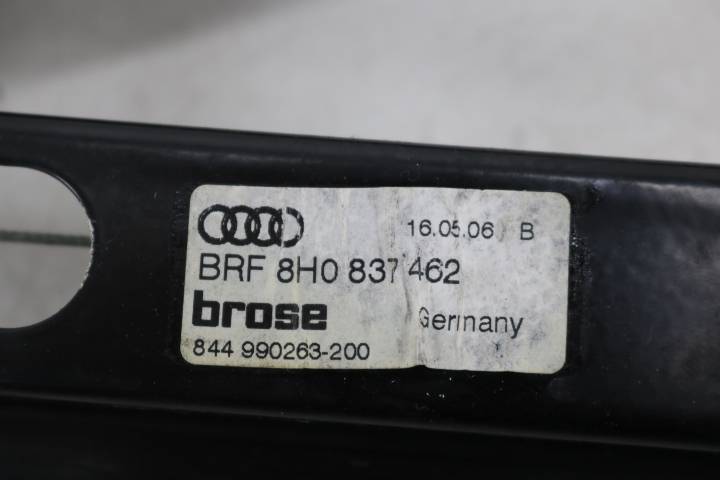 16.05.06 B
BRF 8H0 837 462
brose Germany
844 990263-200